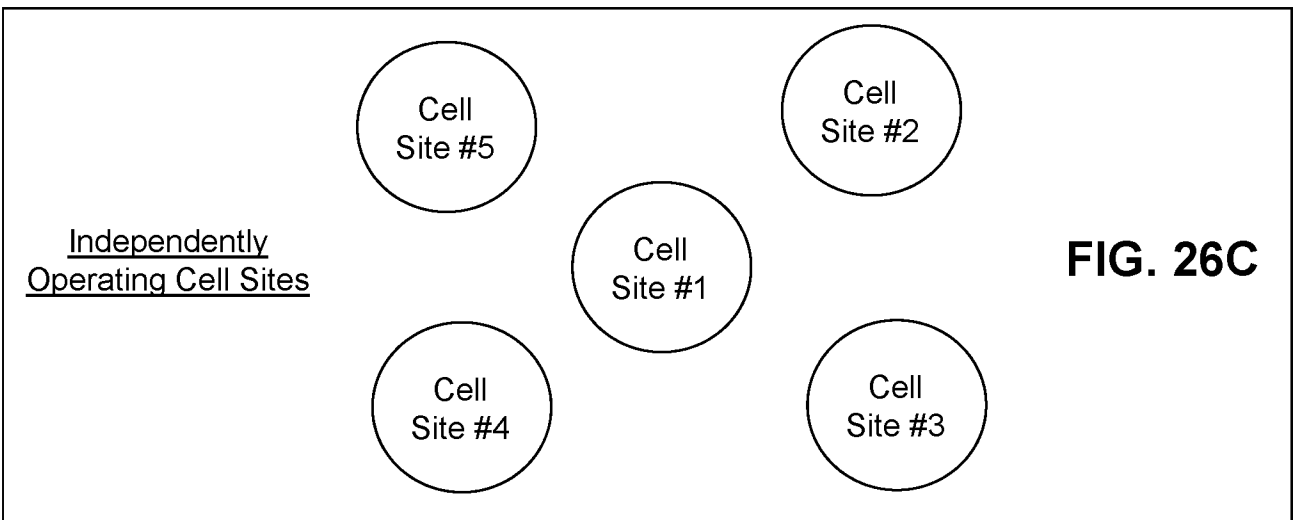 Cell
Site #5
Cell
Site #2
Independently
Operating Cell Sites
Cell
Site #1
FIG. 26C
Cell
Site #4
Cell
Site #3